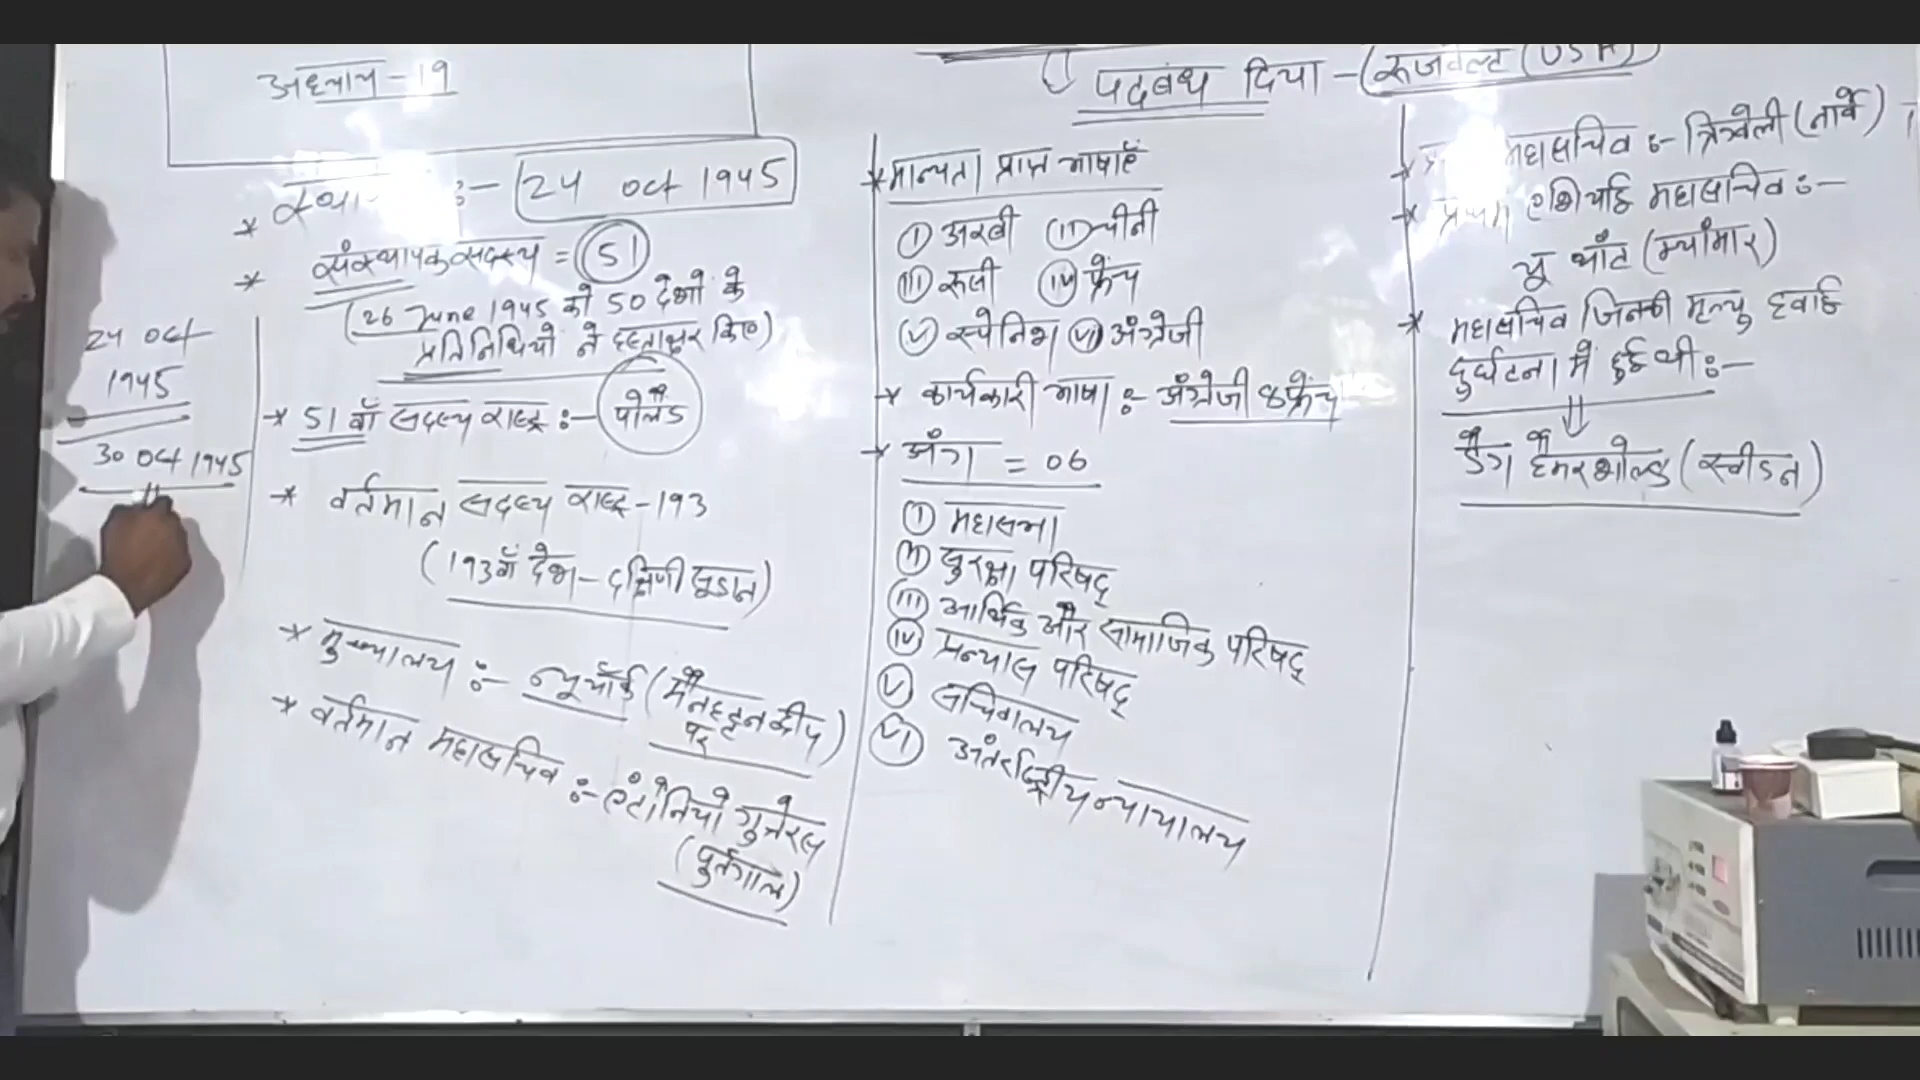 अध्याय - 19
पदबंध दिया - (रूजवेल्ट (USA)
* स्था :- 24 Oct 1945
* संस्थापक सदस्य = 51
(26 June 1945 को 50 देशों के
प्रतिनिधियों ने हस्ताक्षर किए)
* 51 वाँ सदस्य राष्ट्र :- पोलैंड
* वर्तमान सदस्य राष्ट्र - 193
(193वाँ देश - दक्षिणी सूडान)
* मुख्यालय :- न्यूयॉर्क (मैनहट्टन द्वीप
पर)
* वर्तमान महासचिव :- एंटोनियो गुतेरस
(पुर्तगाल)
24 Oct
1945
30 Oct 1945
* मान्यता प्राप्त भाषाएँ
(I) अरबी (II) चीनी
(III) रूसी (IV) फ्रेंच
(V) स्पेनिश (VI) अंग्रेजी
* कार्यकारी भाषा :- अंग्रेजी & फ्रेंच
* अंग = 06
(I) महासभा
(II) सुरक्षा परिषद्
(III) आर्थिक और सामाजिक परिषद्
(IV) प्रन्यास परिषद्
(V) सचिवालय
(VI) अंतर्राष्ट्रीय न्यायालय
* महासचिव :- त्रिग्वेली (नार्वे)
* प्रथम एशियाई महासचिव :-
यू थाँट (म्यांमार)
* महासचिव जिनकी मृत्यु हवाई
दुर्घटना में हुई थी :-
⇓
डैग हैमरशोल्ड (स्वीडन)